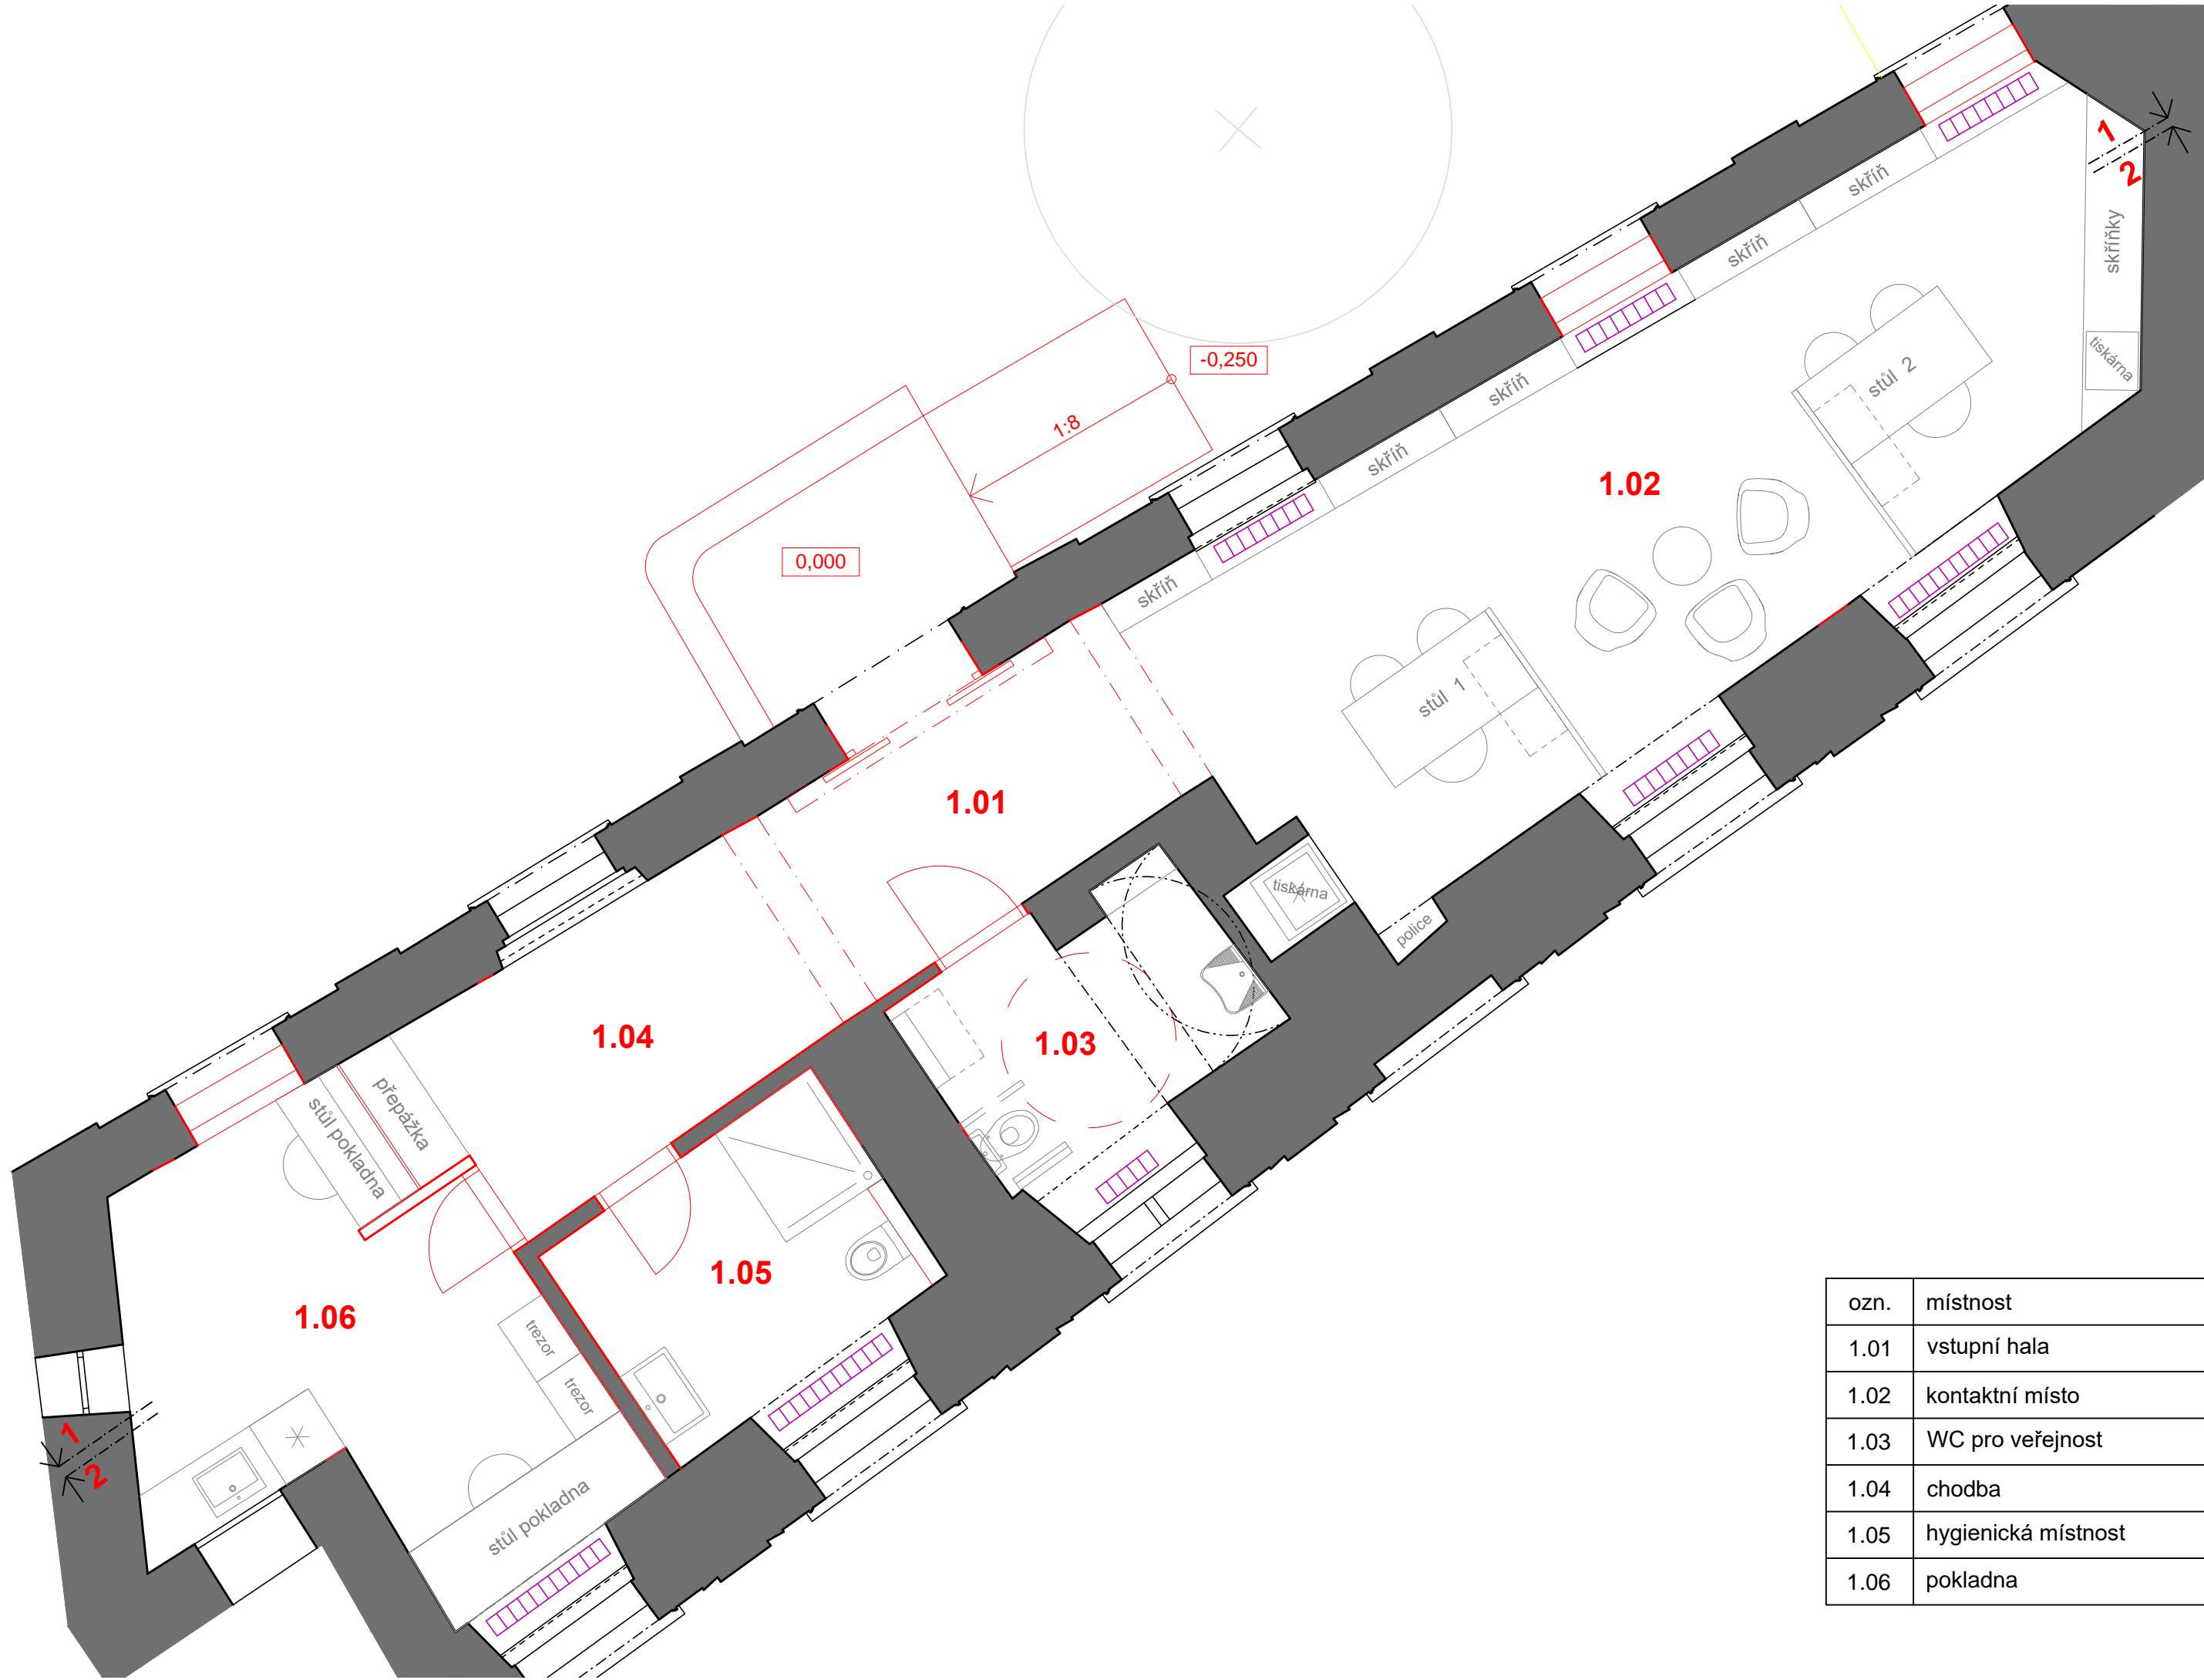 1
2
skříň
skříňky
skříň
tiskárna
-0,250
stůl 2
skříň
1:8
skříň
1.02
0,000
skříň
stůl 1
1.01
tiskárna
police
1.04
1.03
přepážka
stůl pokladna
1.05
1.06
trezor
trezor
1
2
stůl pokladna
ozn. místnost
1.01 vstupní hala
1.02 kontaktní místo
1.03 WC pro veřejnost
1.04 chodba
1.05 hygienická místnost
1.06 pokladna